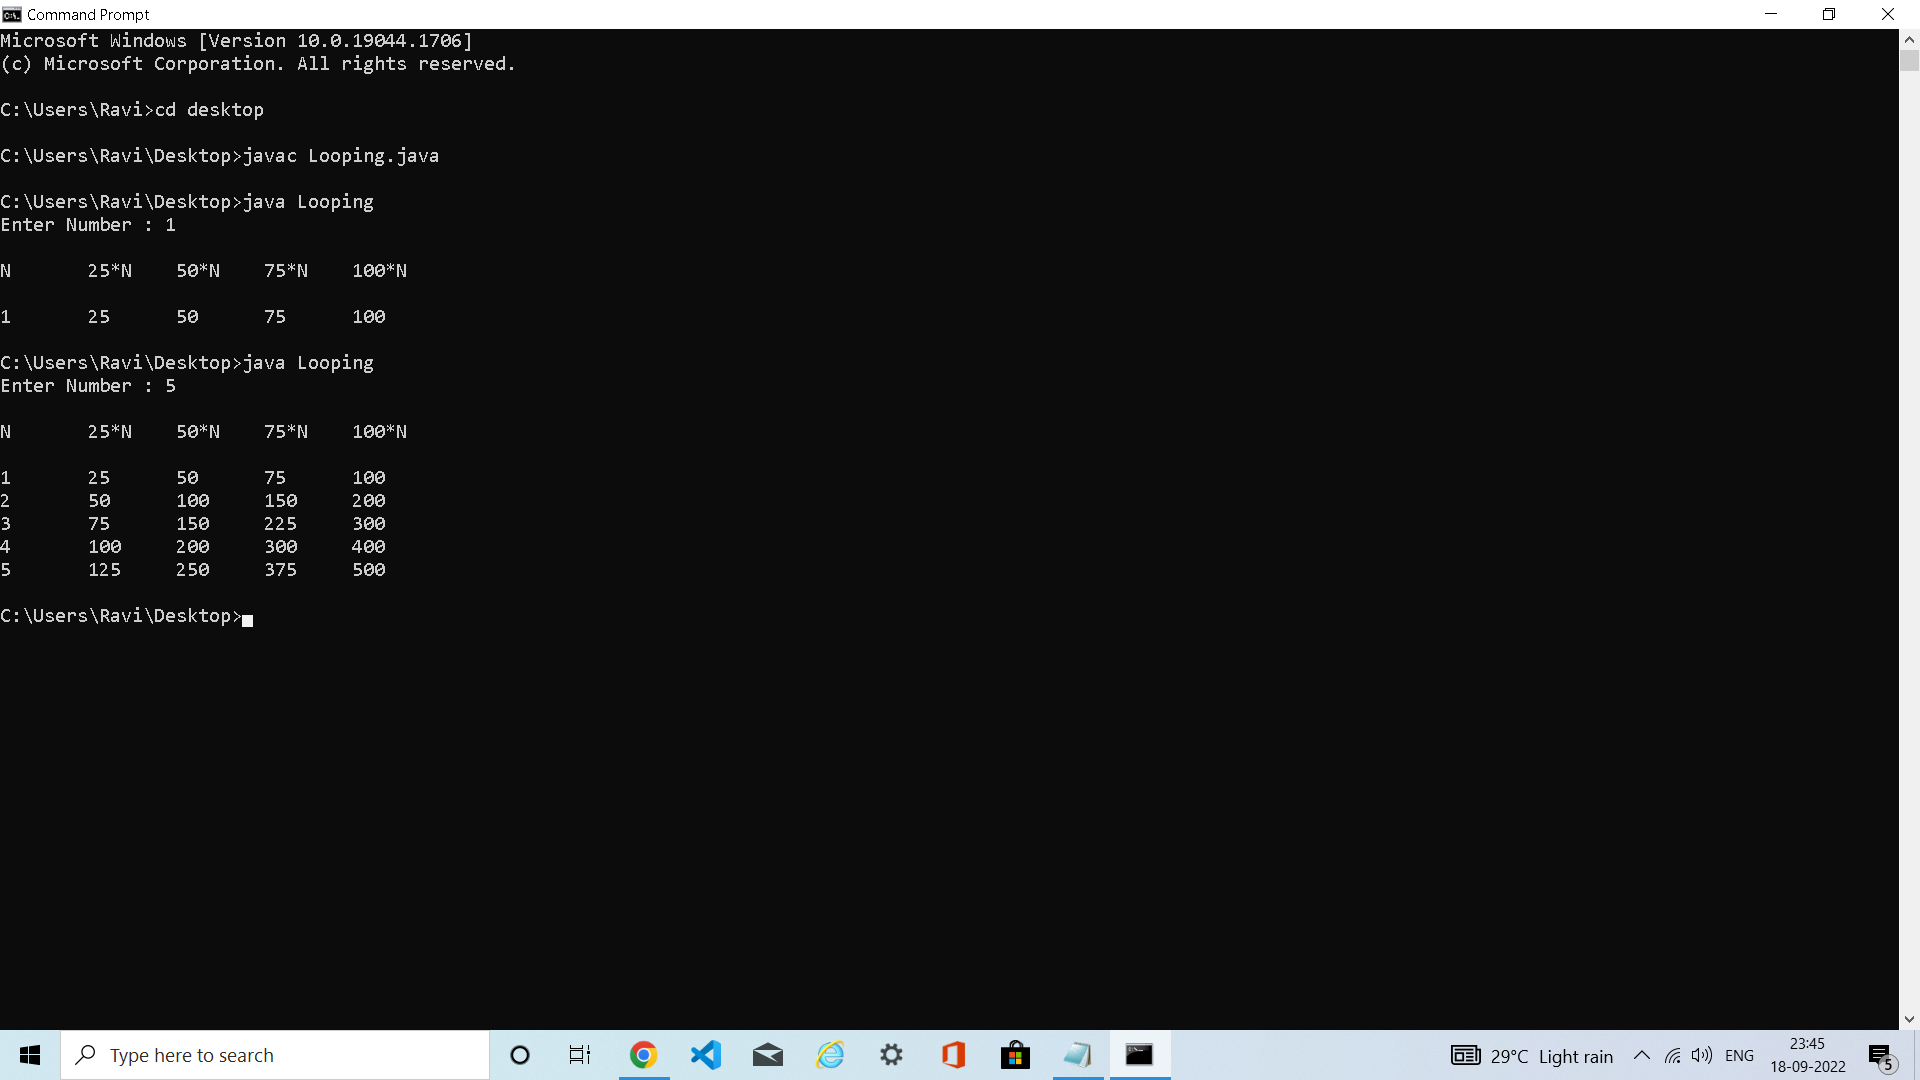 Command Prompt
Microsoft Windows [Version 10.0.19044.1706]
(c) Microsoft Corporation. All rights reserved.
C:\Users\Ravi>cd desktop
C:\Users\Ravi\Desktop>javac Looping.java
C:\Users\Ravi\Desktop>java Looping
Enter Number : 1
N 25*N 50*N 75*N 100*N
1 25 50 75 100
C:\Users\Ravi\Desktop>java Looping
Enter Number : 5
N 25*N 50*N 75*N 100*N
1 25 50 75 100
2 50 100 150 200
3 75 150 225 300
4 100 200 300 400
5 125 250 375 500
C:\Users\Ravi\Desktop>
Type here to search
29°C Light rain
ENG
23:45
18-09-2022
5